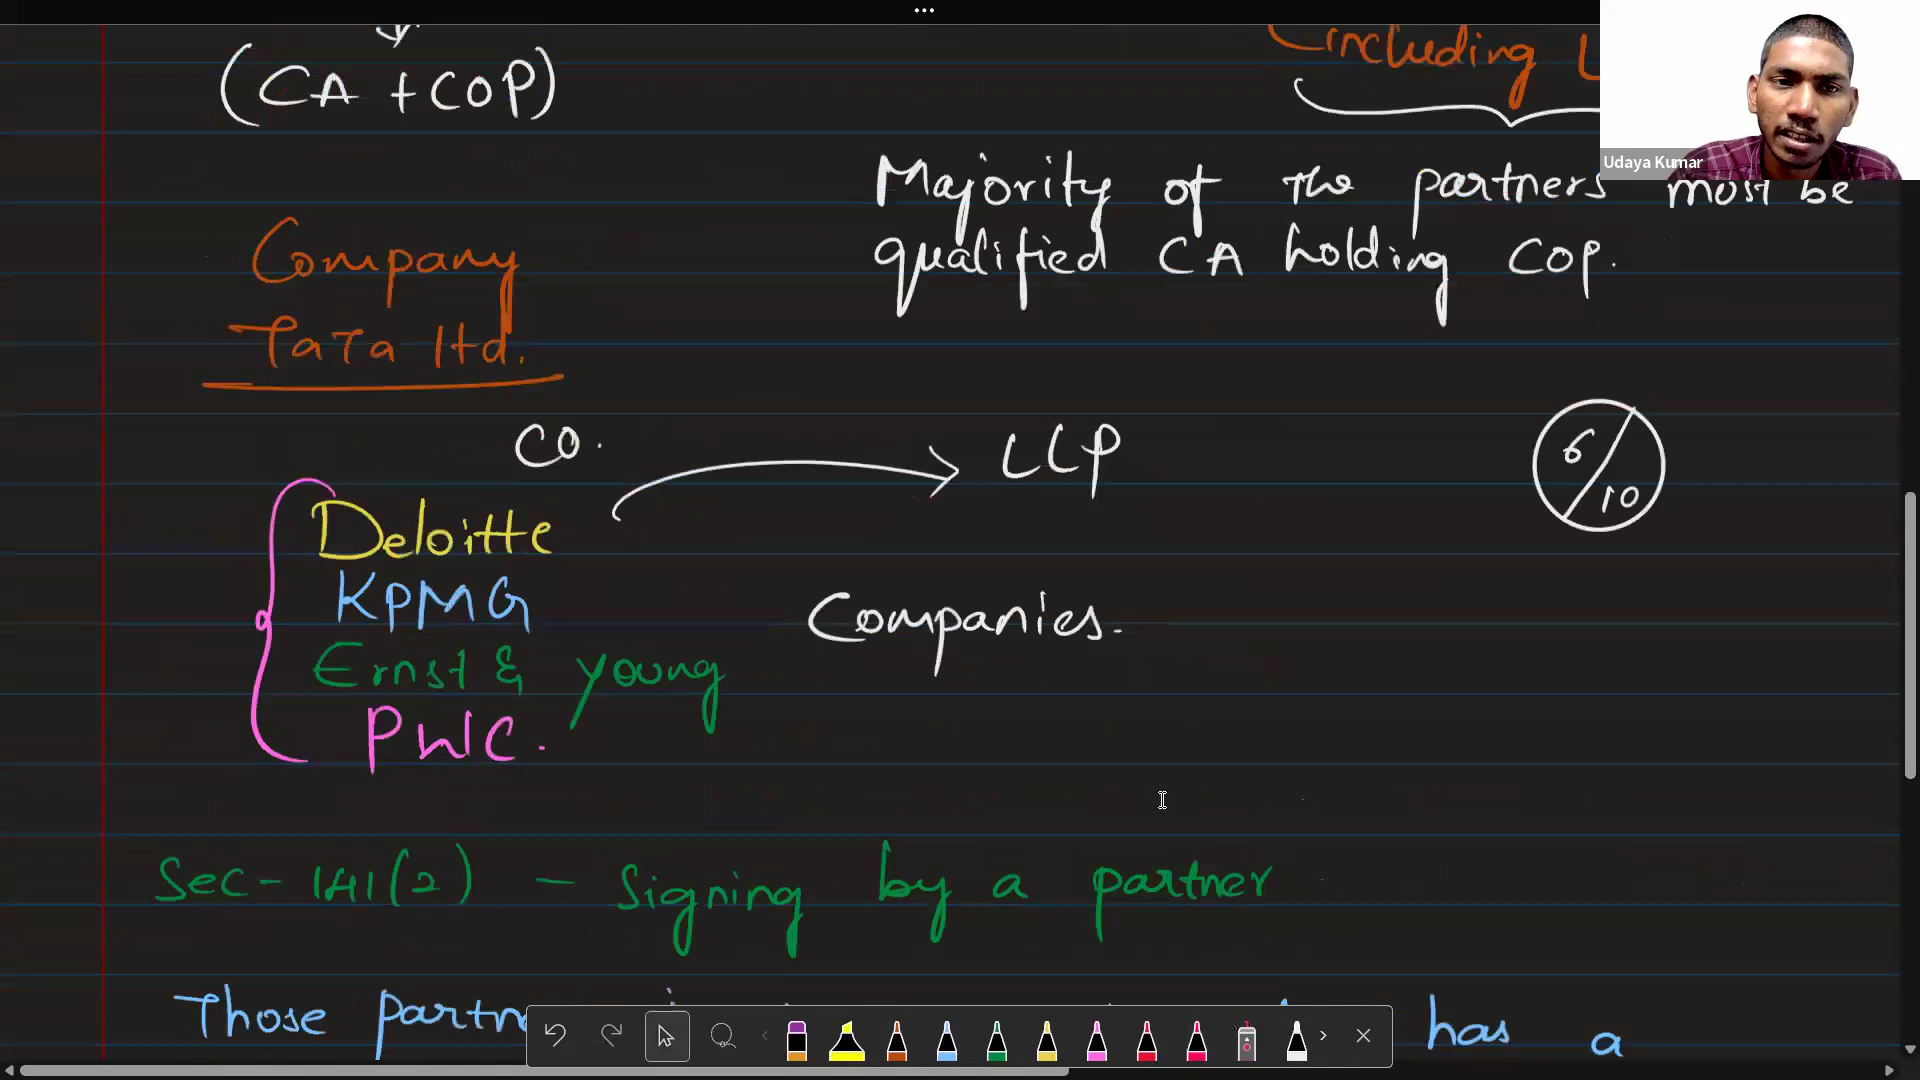 (CA + COP)
(including L
Udaya Kumar
Majority of the partners must be
qualified CA holding COP.
Company
TaTa ltd.
CO.
LLP
6/10
Deloitte
KPMG
Ernst & young
PWC.
Companies.
Sec-141(2) - Signing by a partner
Those has a